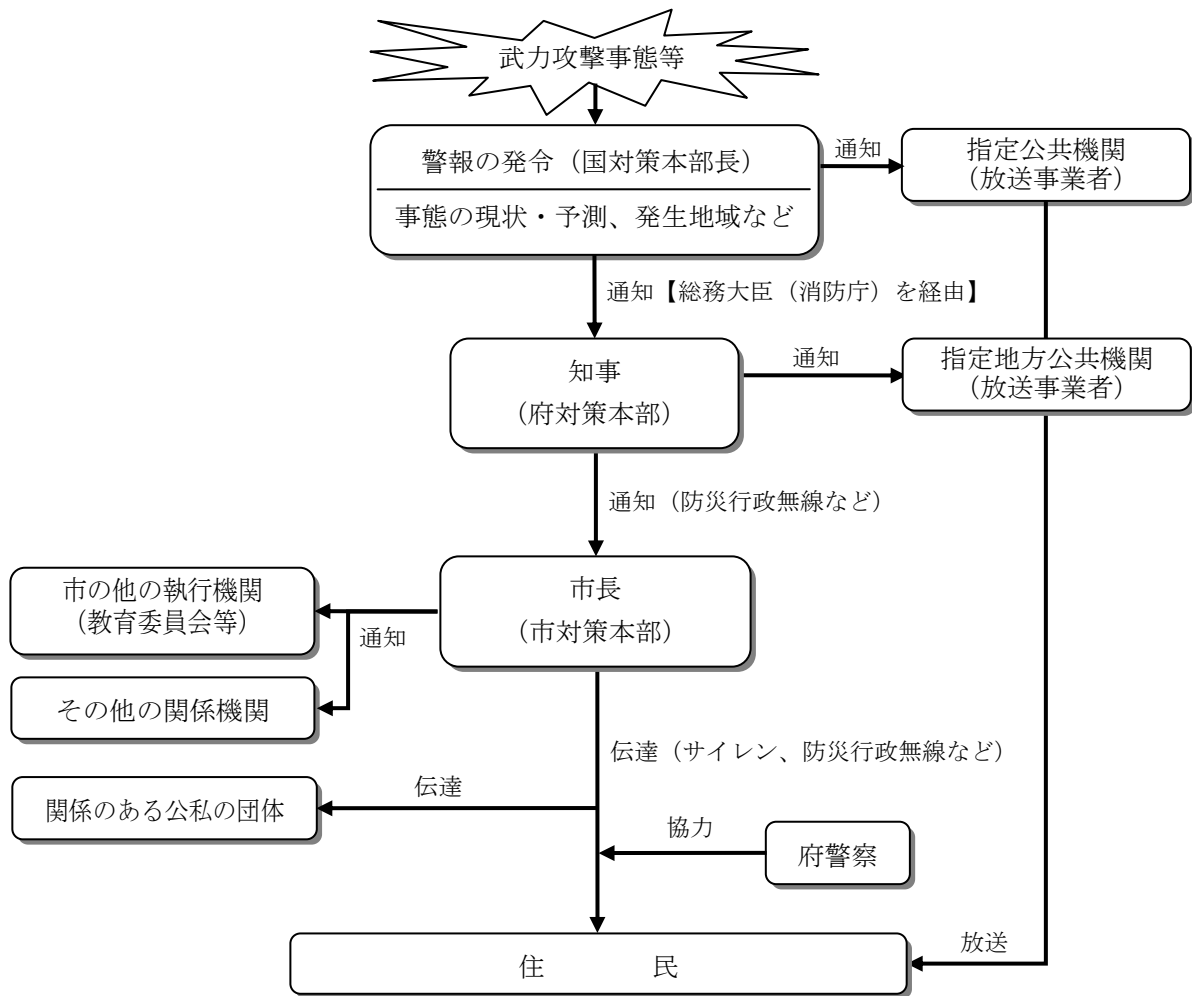 武力攻撃事態等
警報の発令（国対策本部長）
事態の現状・予測、発生地域など
通知
指定公共機関
（放送事業者）
通知【総務大臣（消防庁）を経由】
知事
（府対策本部）
通知
指定地方公共機関
（放送事業者）
通知（防災行政無線など）
市長
（市対策本部）
市の他の執行機関
（教育委員会等）
通知
その他の関係機関
伝達（サイレン、防災行政無線など）
関係のある公私の団体
伝達
協力
府警察
放送
住　　　　民